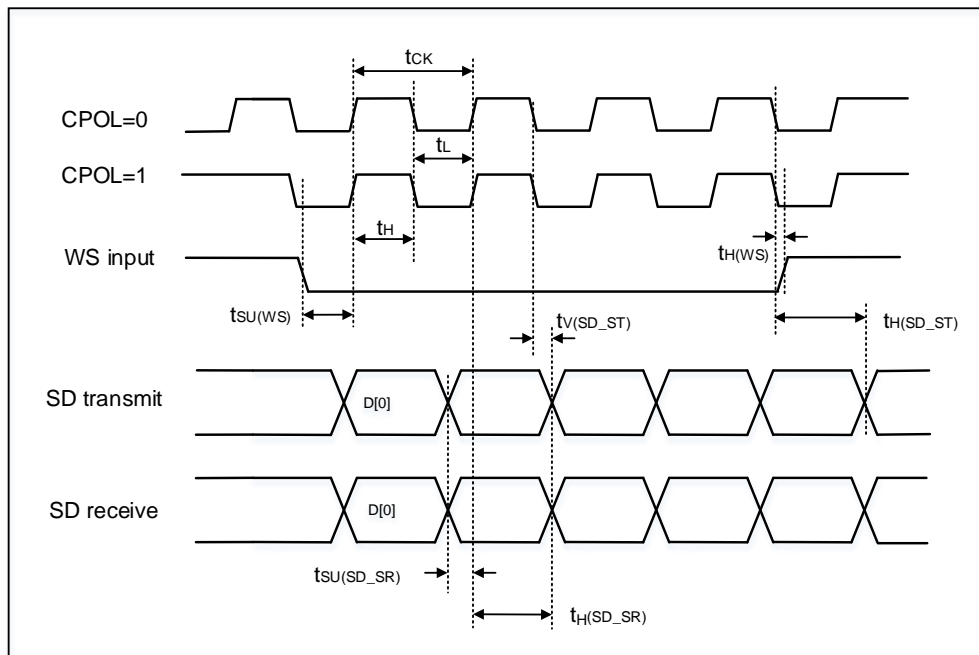 tCK
CPOL=0
tL
CPOL=1
tH
tH(WS)
WS input
tSU(WS)
tV(SD_ST)
tH(SD_ST)
SD transmit
D[0]
SD receive
D[0]
tSU(SD_SR)
tH(SD_SR)